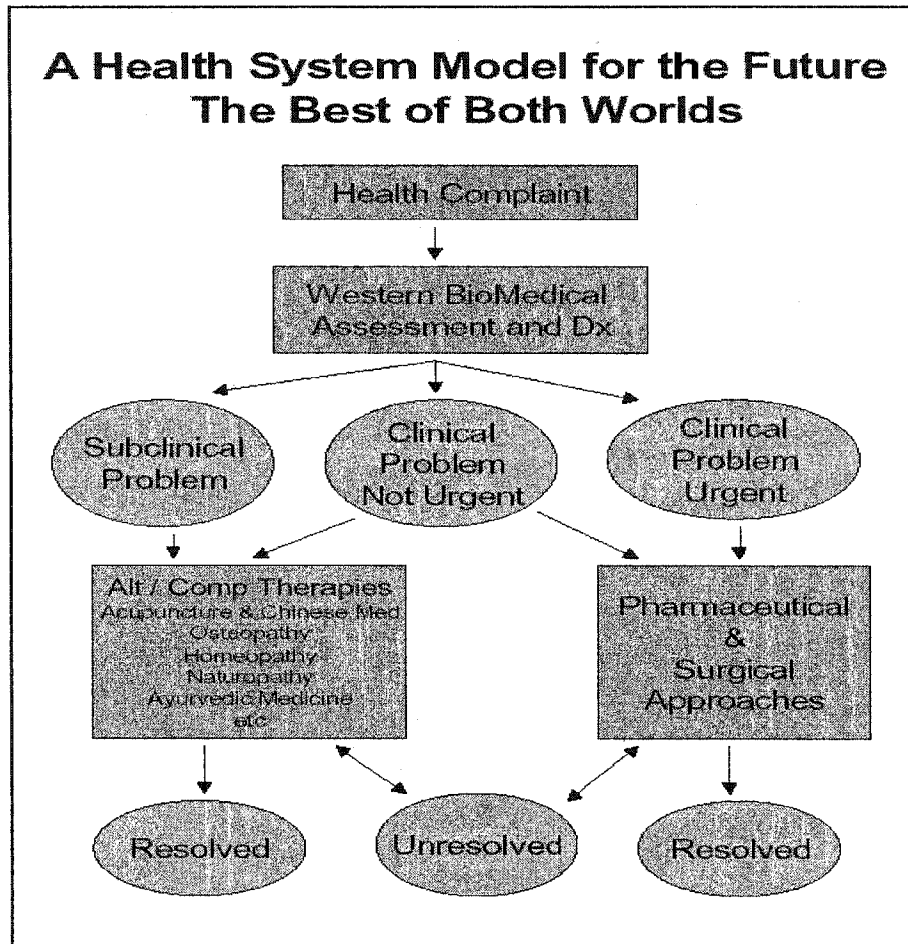 A Health System Model for the Future
The Best of Both Worlds
Health Complaint
Western BioMedical
Assessment and Dx
Subclinical
Problem
Clinical
Problem
Not Urgent
Clinical
Problem
Urgent
Alt / Comp Therapies
Acupuncture & Chinese Med
Osteopathy
Homeopathy
Naturopathy
Ayurvedic Medicine
etc
Pharmaceutical
&
Surgical
Approaches
Resolved
Unresolved
Resolved